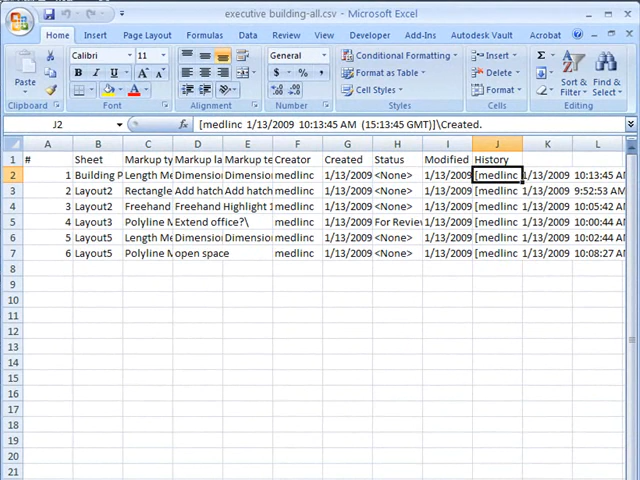 executive building-all.csv - Microsoft Excel
Home Insert Page Layout Formulas Data Review View Developer Add-Ins Autodesk Vault Acrobat
Paste
Calibri 11
B I U
General
$ % ,
Conditional Formatting
Format as Table
Cell Styles
Insert
Delete
Format
Sort & Filter
Find & Select
Clipboard Font Alignment Number Styles Cells Editing
J2 [medlinc 1/13/2009 10:13:45 AM (15:13:45 GMT)]\Created.
A B C D E F G H I J K L
1 # Sheet Markup ty Markup la Markup te Creator Created Status Modified History
2 1 Building P Length Me Dimension Dimension medlinc 1/13/2009 <None> 1/13/2009 [medlinc 1/13/2009 10:13:45 AM
3 2 Layout2 Rectangle Add hatch Add hatch medlinc 1/13/2009 <None> 1/13/2009 [medlinc 1/13/2009 9:52:53 AM
4 3 Layout2 Freehand Freehand Highlight 1 medlinc 1/13/2009 <None> 1/13/2009 [medlinc 1/13/2009 10:05:42 AM
5 4 Layout3 Polyline M Extend office?\ medlinc 1/13/2009 For Review 1/13/2009 [medlinc 1/13/2009 10:00:44 AM
6 5 Layout5 Length Me Dimension Dimension medlinc 1/13/2009 <None> 1/13/2009 [medlinc 1/13/2009 10:02:44 AM
7 6 Layout5 Polyline M open space medlinc 1/13/2009 <None> 1/13/2009 [medlinc 1/13/2009 10:08:27 AM
8
9
10
11
12
13
14
15
16
17
18
19
20
21